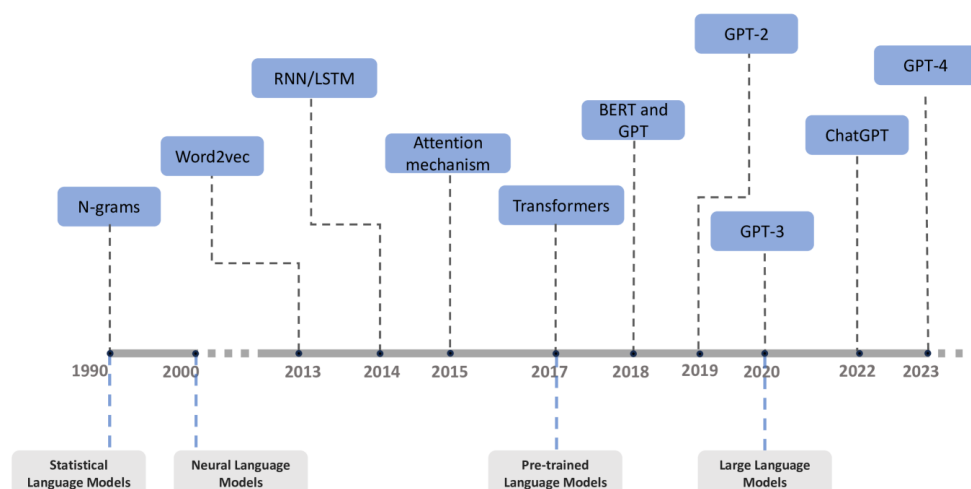 GPT-2
GPT-4
RNN/LSTM
BERT and
GPT
ChatGPT
Attention
mechanism
Word2vec
N-grams
Transformers
GPT-3
1990
2000
2013
2014
2015
2017
2018
2019
2020
2022
2023
Statistical
Language Models
Neural Language
Models
Pre-trained
Language Models
Large Language
Models